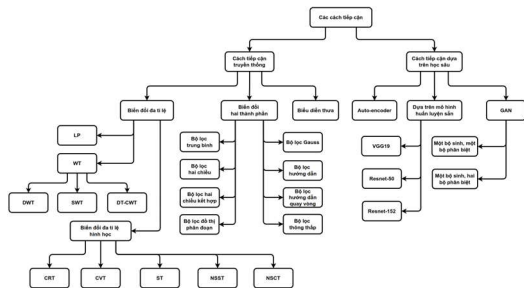 Các cách tiếp cận
Cách tiếp cận
truyền thống
Cách tiếp cận dựa
trên học sâu
Biến đổi đa tỉ lệ
Biến đổi
hai thành phần
Biểu diễn thưa
Auto-encoder
Dựa trên mô hình
huấn luyện sẵn
GAN
LP
WT
DWT
SWT
DT-CWT
Biến đổi đa tỉ lệ
hình học
CRT
CVT
ST
NSST
NSCT
Bộ lọc
trung bình
Bộ lọc
hai chiều
Bộ lọc hai
chiều kết hợp
Bộ lọc đồ thị
phân đoạn
Bộ lọc Gauss
Bộ lọc
hướng dẫn
Bộ lọc
hướng dẫn
quay vòng
Bộ lọc
thông thấp
VGG19
Resnet-50
Resnet-152
Một bộ sinh, một
bộ phân biệt
Một bộ sinh, hai
bộ phân biệt